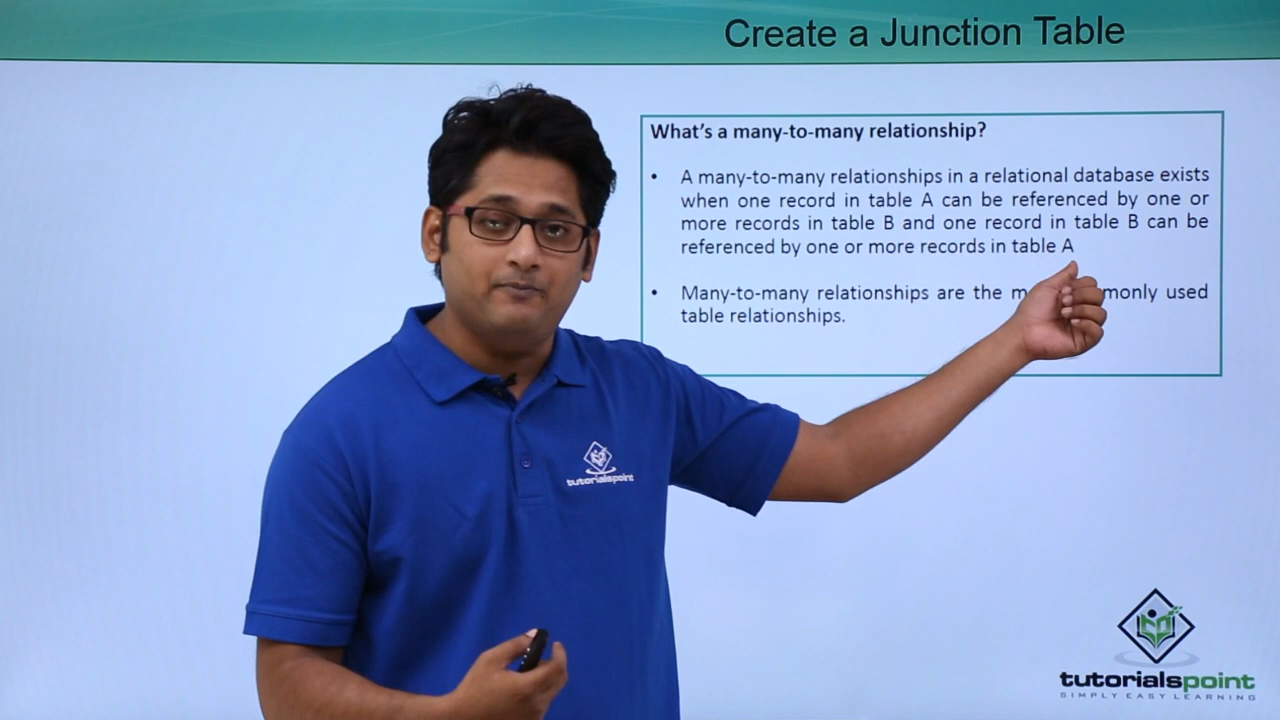 Create a Junction Table
What's a many-to-many relationship?
• A many-to-many relationships in a relational database exists
when one record in table A can be referenced by one or
more records in table B and one record in table B can be
referenced by one or more records in table A
• Many-to-many relationships are the monly used
table relationships.
tutorialspoint
tutorialspoint
SIMPLY EASY LEARNING